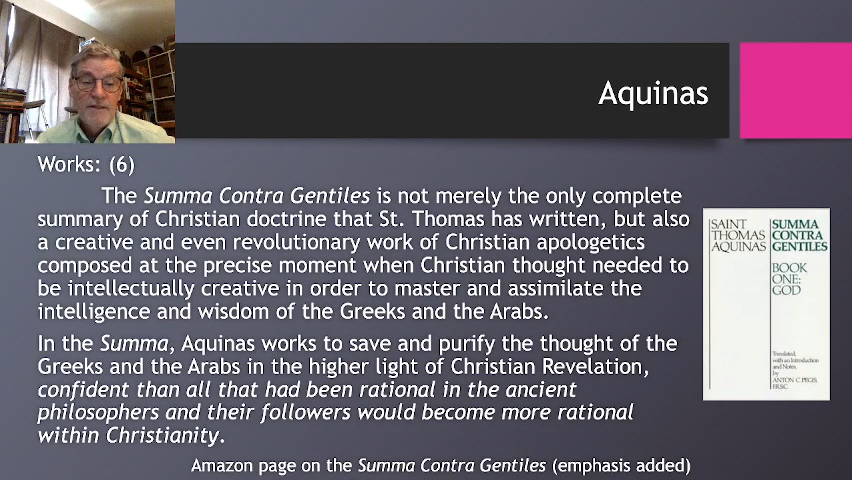 Aquinas
Works: (6)
The Summa Contra Gentiles is not merely the only complete
summary of Christian doctrine that St. Thomas has written, but also
a creative and even revolutionary work of Christian apologetics
composed at the precise moment when Christian thought needed to
be intellectually creative in order to master and assimilate the
intelligence and wisdom of the Greeks and the Arabs.
In the Summa, Aquinas works to save and purify the thought of the
Greeks and the Arabs in the higher light of Christian Revelation,
confident than all that had been rational in the ancient
philosophers and their followers would become more rational
within Christianity.
Amazon page on the Summa Contra Gentiles (emphasis added)
SAINT
THOMAS
AQUINAS
SUMMA
CONTRA
GENTILES
BOOK
ONE:
GOD
Translated,
with an Introduction
and Notes,
by
ANTON C. PEGIS,
F.R.S.C.